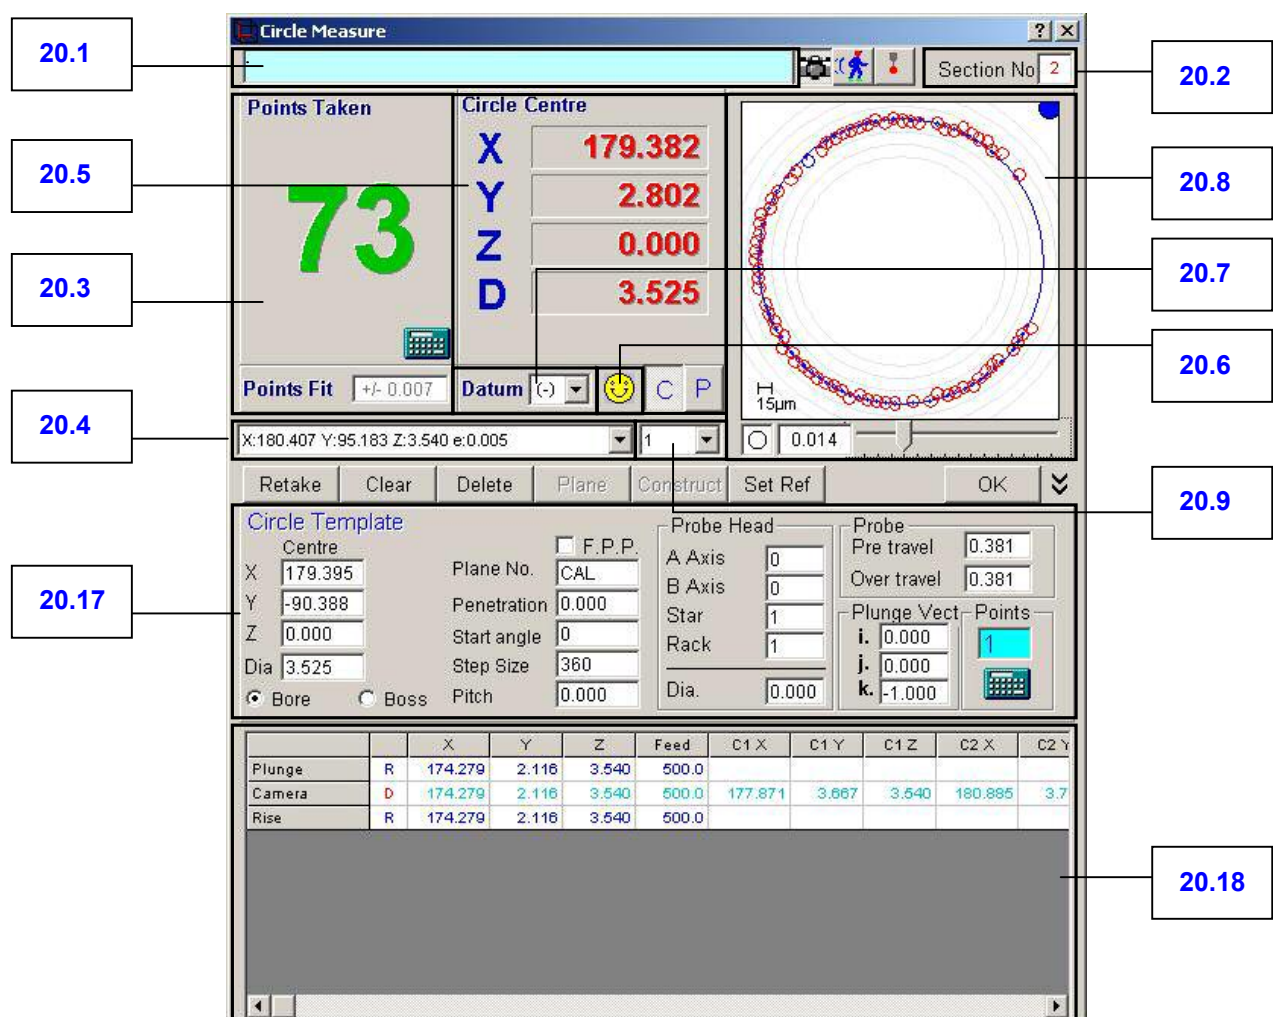 Circle Measure
? X
20.1
20.2
Section No 2
Points Taken
73
Points Fit +/- 0.007
Circle Centre
X 179.382
Y 2.802
Z 0.000
D 3.525
Datum (-)
C P
15µm
0.014
20.5
20.3
20.4
20.8
20.7
20.6
20.9
X:180.407 Y:95.183 Z:3.540 e:0.005
1
Retake Clear Delete Plane Construct Set Ref OK
20.17
Circle Template
Centre
X 179.395
Y -90.388
Z 0.000
Dia 3.525
Bore Boss
F.P.P.
Plane No. CAL
Penetration 0.000
Start angle 0
Step Size 360
Pitch 0.000
Probe Head
A Axis 0
B Axis 0
Star 1
Rack 1
Dia. 0.000
Probe
Pre travel 0.381
Over travel 0.381
Plunge Vect
i. 0.000
j. 0.000
k. -1.000
Points
1
X Y Z Feed C1 X C1 Y C1 Z C2 X C2 Y
Plunge R 174.279 2.116 3.540 500.0
Camera D 174.279 2.116 3.540 500.0 177.871 3.667 3.540 180.885 3.7
Rise R 174.279 2.116 3.540 500.0
20.18